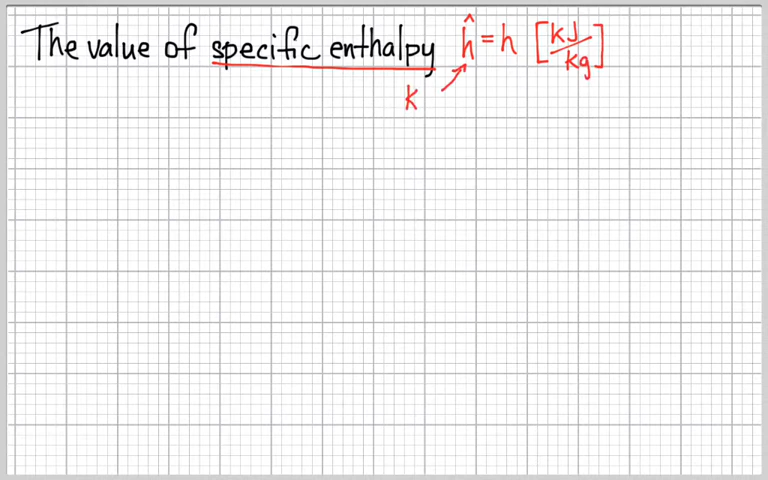 The value of specific enthalpy ĥ = h [kJ/kg]
k